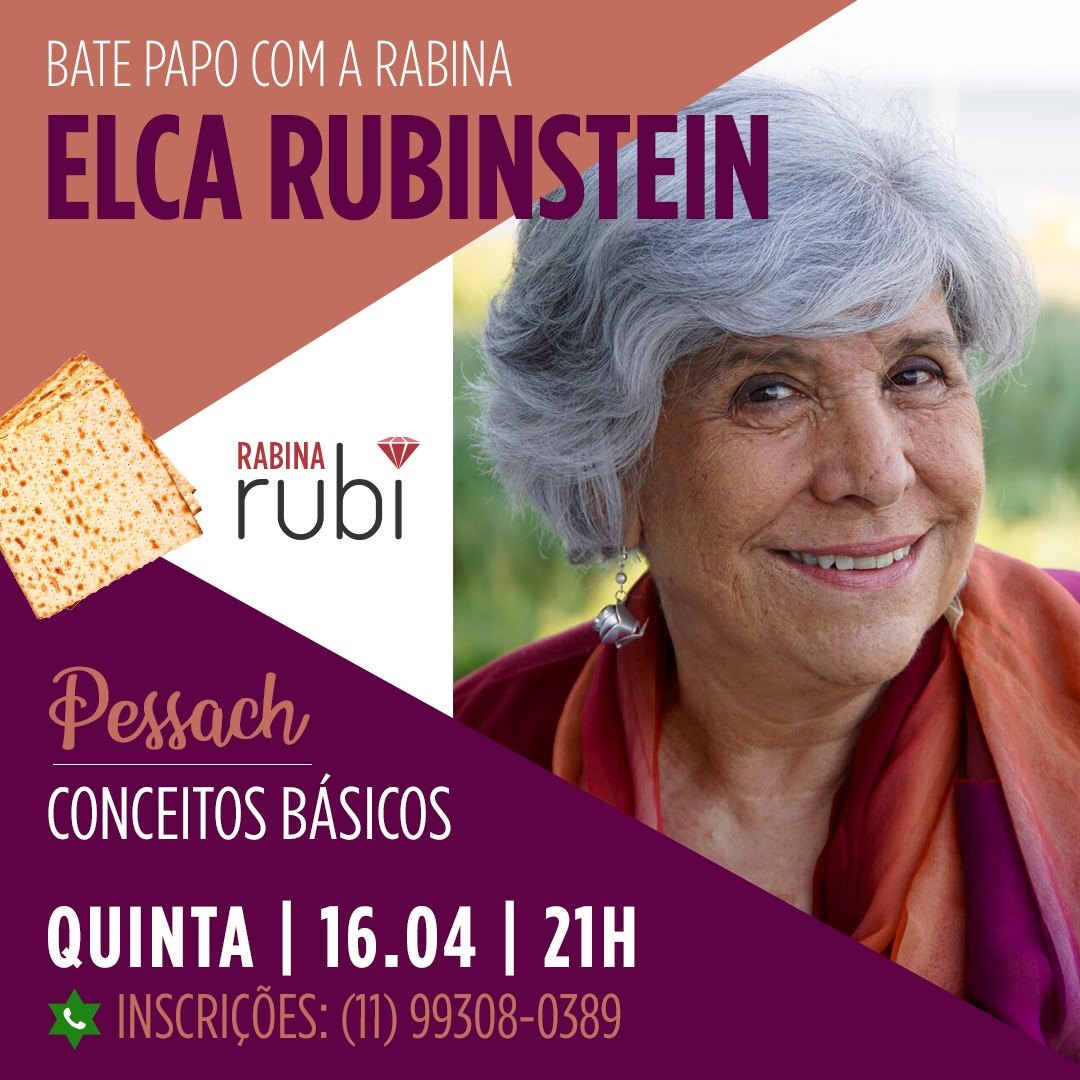 BATE PAPO COM A RABINA
ELCA RUBINSTEIN
RABINA
rubi
Pessach
CONCEITOS BÁSICOS
QUINTA | 16.04 | 21H
INSCRIÇÕES: (11) 99308-0389